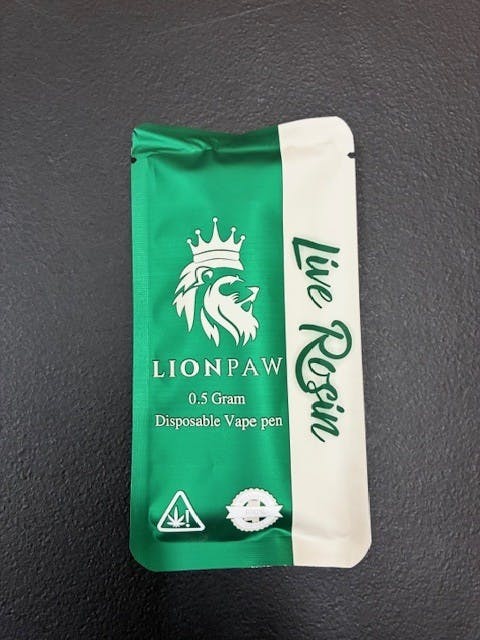 LIONPAW
0.5 Gram
Disposable Vape pen
!
Live Rosin